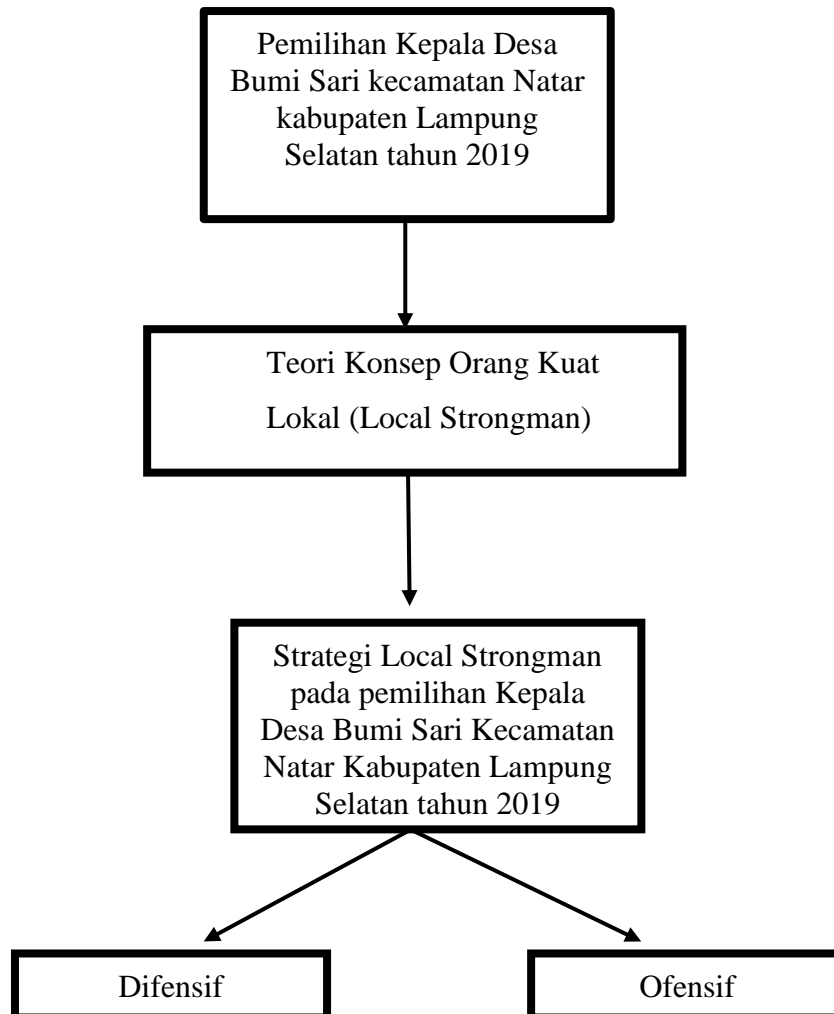 Pemilihan Kepala Desa
Bumi Sari kecamatan Natar
kabupaten Lampung
Selatan tahun 2019
Teori Konsep Orang Kuat
Lokal (Local Strongman)
Strategi Local Strongman
pada pemilihan Kepala
Desa Bumi Sari Kecamatan
Natar Kabupaten Lampung
Selatan tahun 2019
Difensif
Ofensif